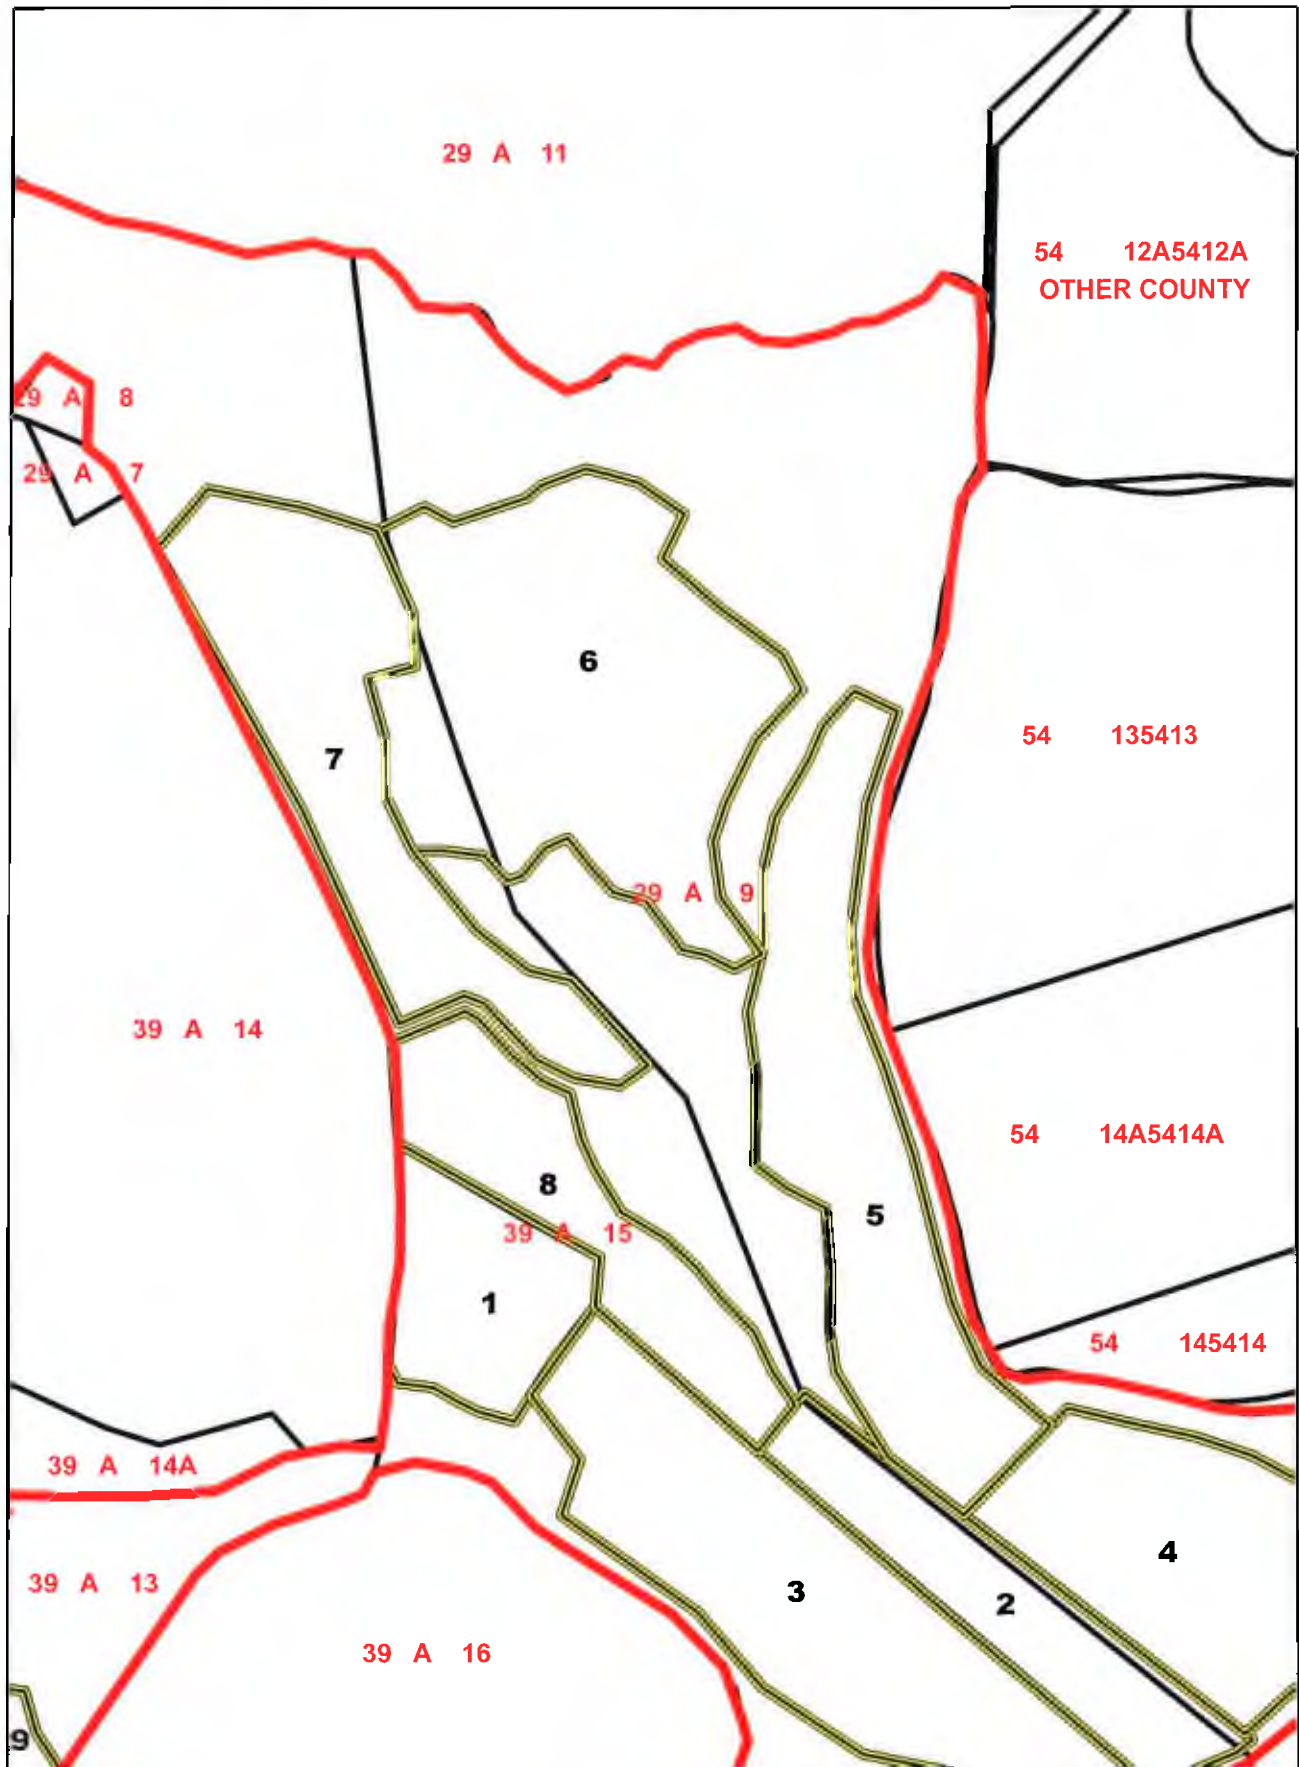 29 A 11
54 12A5412A
OTHER COUNTY
29 A 8
29 A 7
6
54 135413
7
29 A 9
39 A 14
54 14A5414A
8
5
39 A 15
1
54 145414
39 A 14A
4
39 A 13
3
2
39 A 16
9